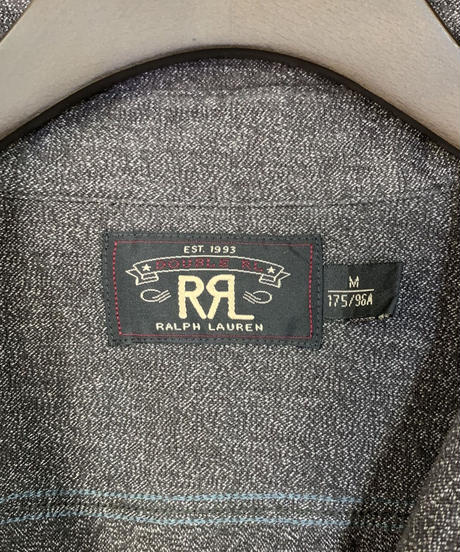 EST. 1993
DOUBLE RL
RRL
RALPH LAUREN
M
175/96A